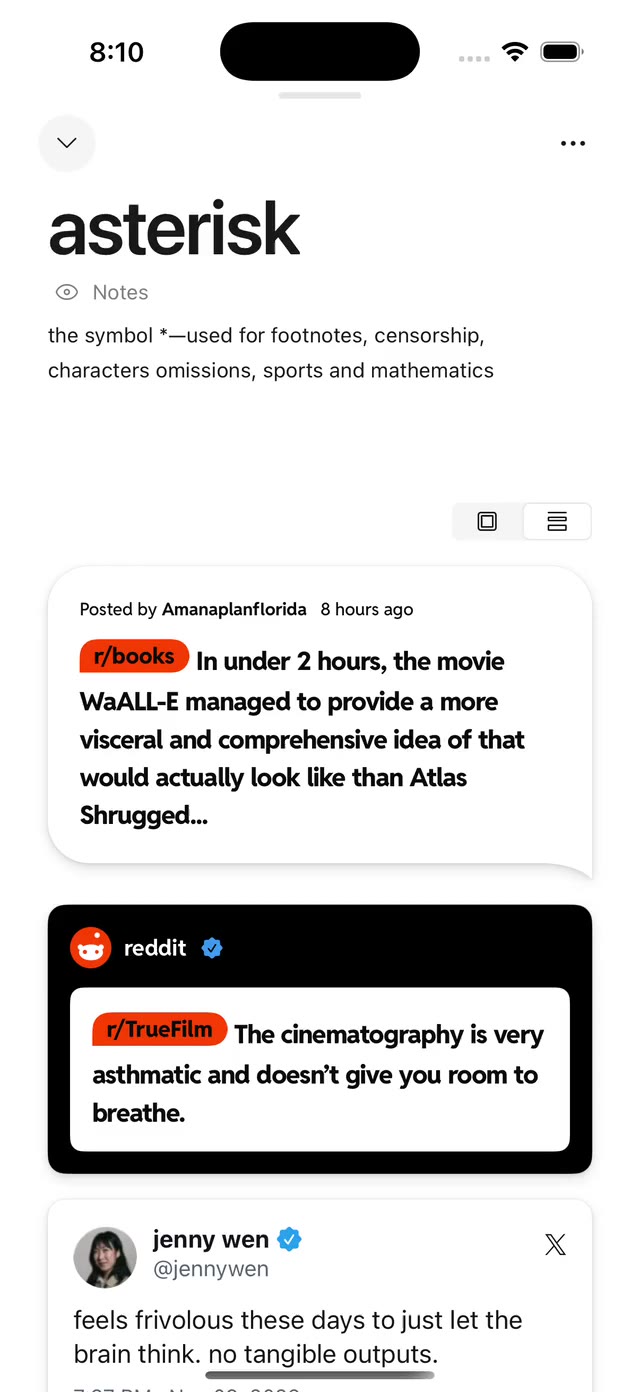 8:10
asterisk
Notes
the symbol *—used for footnotes, censorship,
characters omissions, sports and mathematics
Posted by Amanaplanflorida 8 hours ago
r/books In under 2 hours, the movie
WaALL-E managed to provide a more
visceral and comprehensive idea of that
would actually look like than Atlas
Shrugged...
reddit
r/TrueFilm The cinematography is very
asthmatic and doesn’t give you room to
breathe.
jenny wen
@jennywen
feels frivolous these days to just let the
brain think. no tangible outputs.